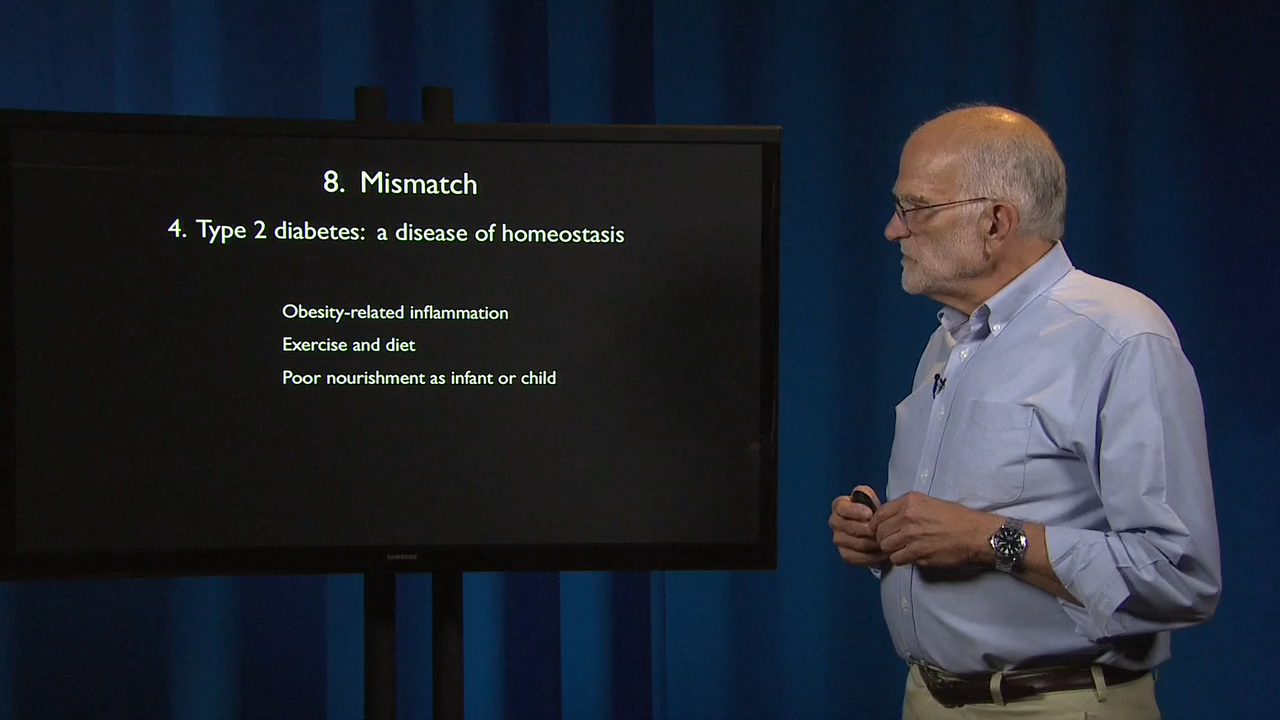 8. Mismatch
4. Type 2 diabetes: a disease of homeostasis
Obesity-related inflammation
Exercise and diet
Poor nourishment as infant or child
SAMSUNG